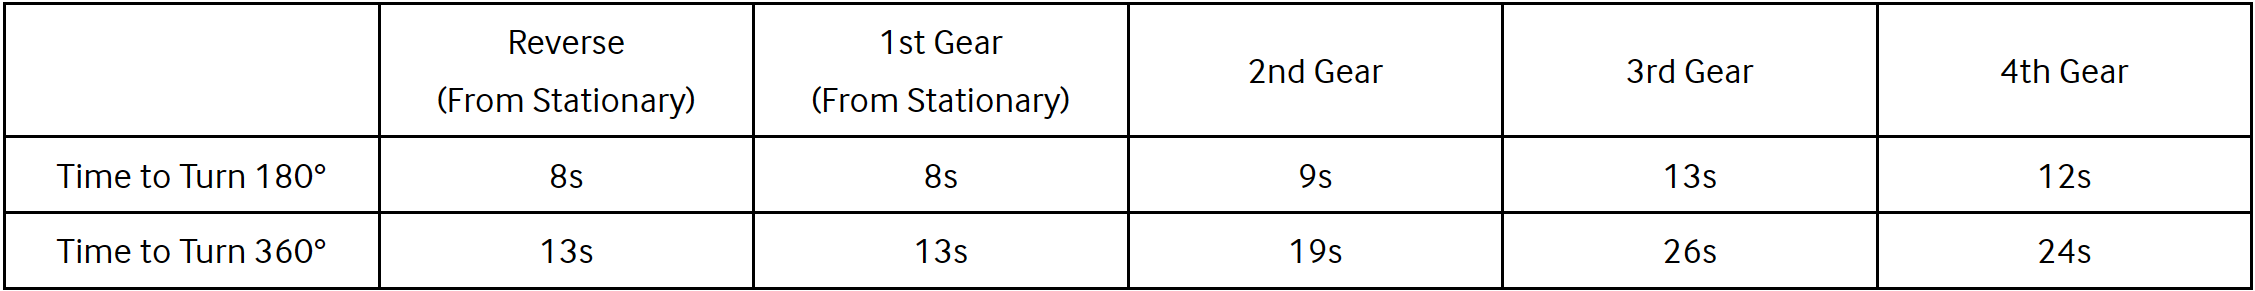 Reverse
(From Stationary)
1st Gear
(From Stationary)
2nd Gear
3rd Gear
4th Gear
Time to Turn 180°
8s
8s
9s
13s
12s
Time to Turn 360°
13s
13s
19s
26s
24s